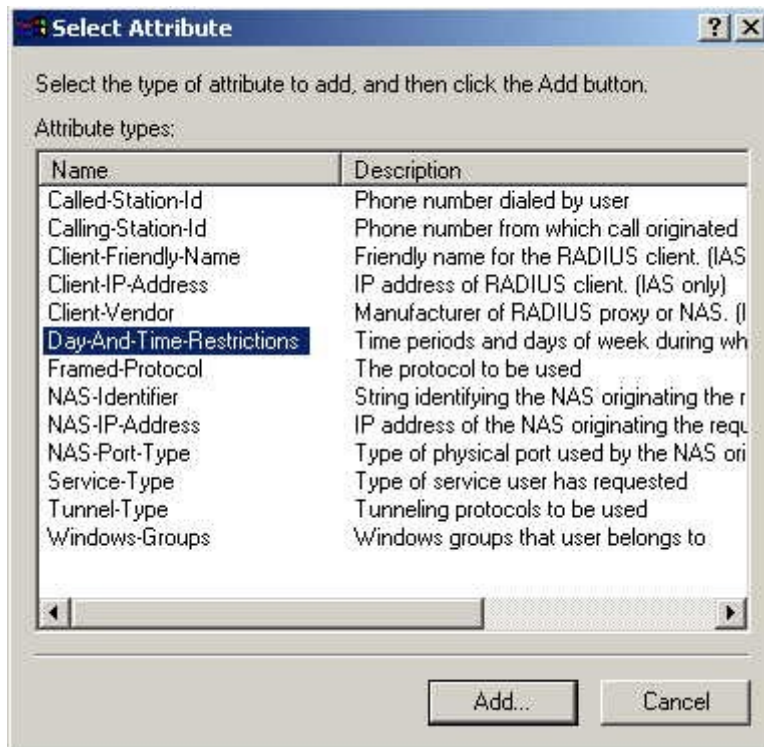 Select Attribute
Select the type of attribute to add, and then click the Add button.
Attribute types:
Name Description
Called-Station-Id Phone number dialed by user
Calling-Station-Id Phone number from which call originated
Client-Friendly-Name Friendly name for the RADIUS client. (IAS
Client-IP-Address IP address of RADIUS client. (IAS only)
Client-Vendor Manufacturer of RADIUS proxy or NAS. (I
Day-And-Time-Restrictions Time periods and days of week during wh
Framed-Protocol The protocol to be used
NAS-Identifier String identifying the NAS originating the r
NAS-IP-Address IP address of the NAS originating the requ
NAS-Port-Type Type of physical port used by the NAS ori
Service-Type Type of service user has requested
Tunnel-Type Tunneling protocols to be used
Windows-Groups Windows groups that user belongs to
Add... Cancel